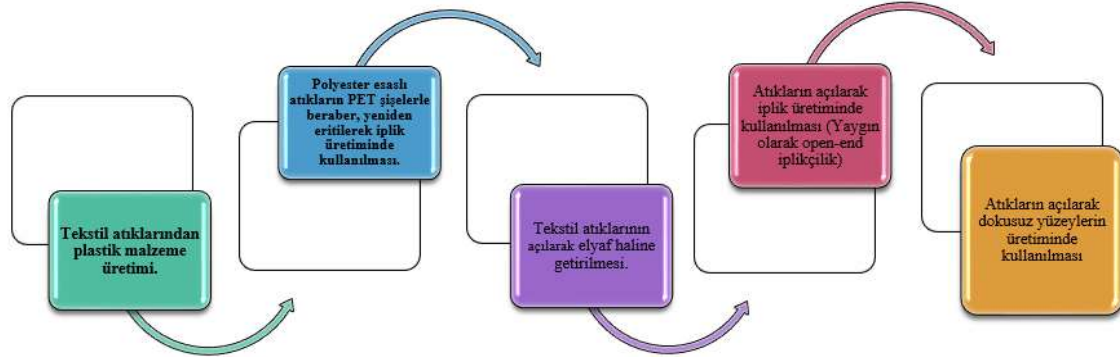 Tekstil atıklarından
plastik malzeme
üretimi.
Polyester esaslı
atıkların PET şişelerle
beraber, yeniden
eritilerek iplik
üretiminde
kullanılması.
Tekstil atıklarının
açılarak elyaf haline
getirilmesi.
Atıkların açılarak
iplik üretiminde
kullanılması (Yaygın
olarak open-end
iplikçilik)
Atıkların açılarak
dokusuz yüzeylerin
üretiminde
kullanılması